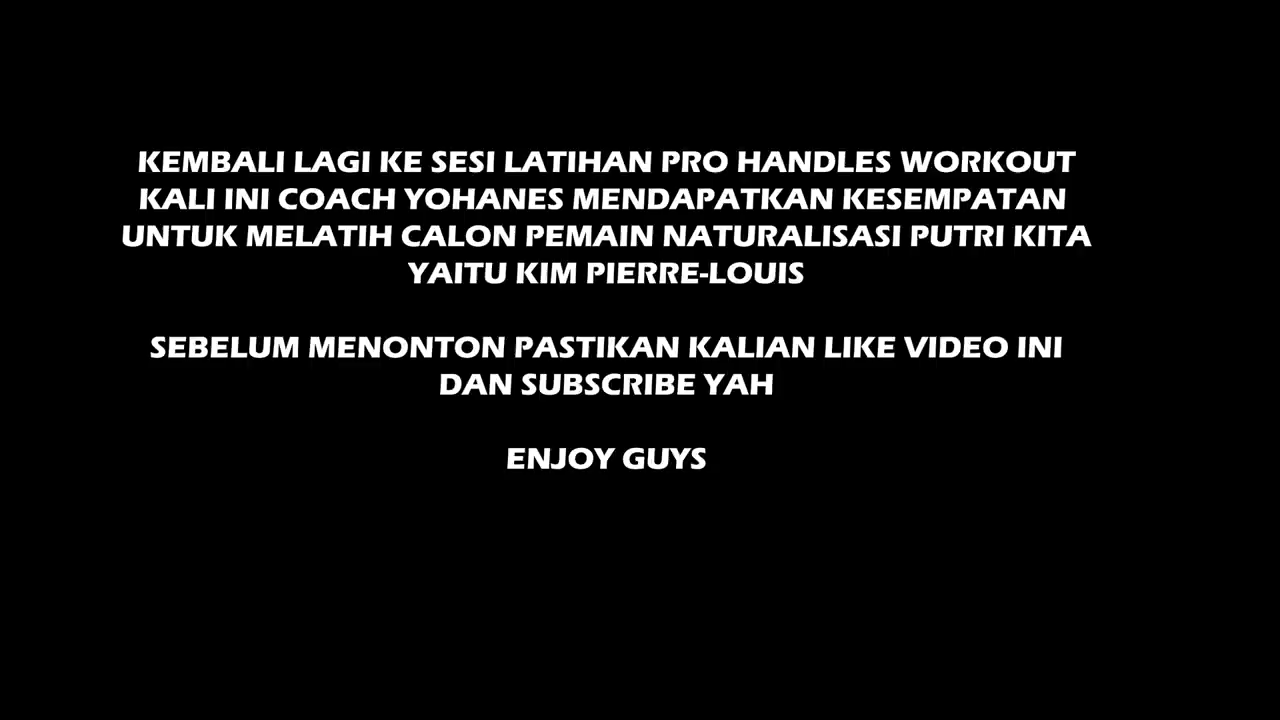 KEMBALI LAGI KE SESI LATIHAN PRO HANDLES WORKOUT
KALI INI COACH YOHANES MENDAPATKAN KESEMPATAN
UNTUK MELATIH CALON PEMAIN NATURALISASI PUTRI KITA
YAITU KIM PIERRE-LOUIS
SEBELUM MENONTON PASTIKAN KALIAN LIKE VIDEO INI
DAN SUBSCRIBE YAH
ENJOY GUYS